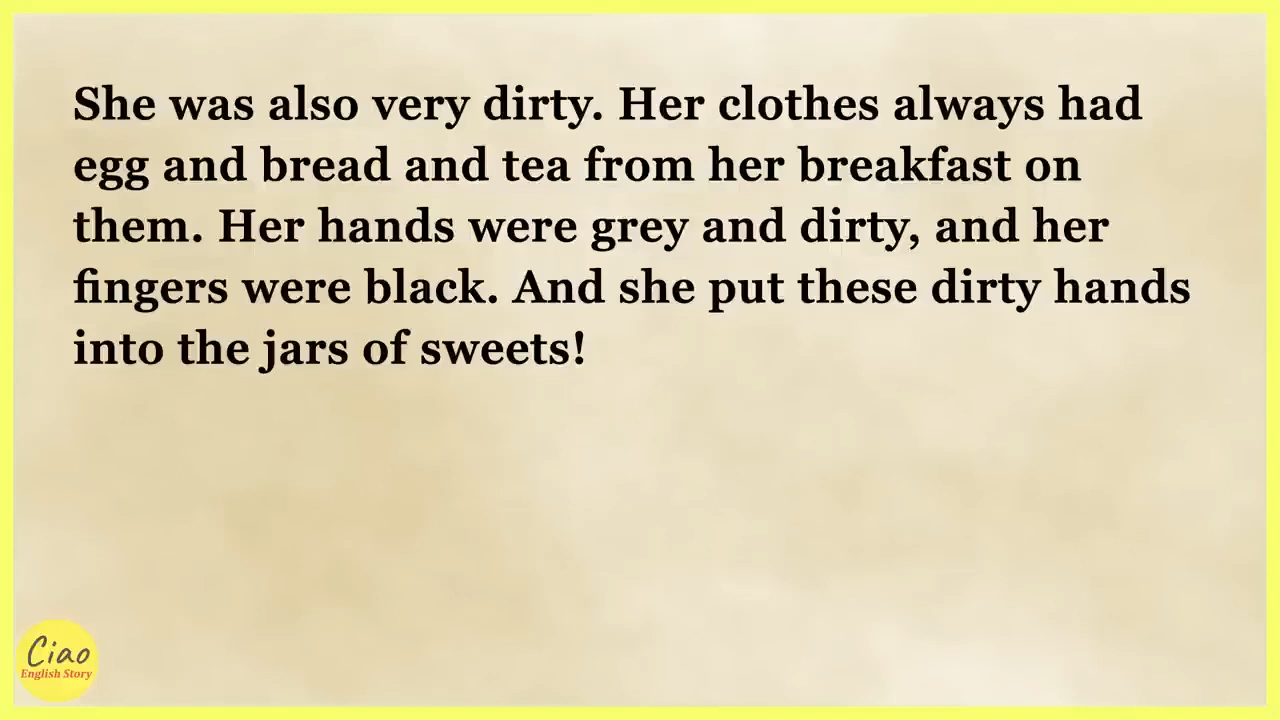 She was also very dirty. Her clothes always had
egg and bread and tea from her breakfast on
them. Her hands were grey and dirty, and her
fingers were black. And she put these dirty hands
into the jars of sweets!
Ciao
English Story